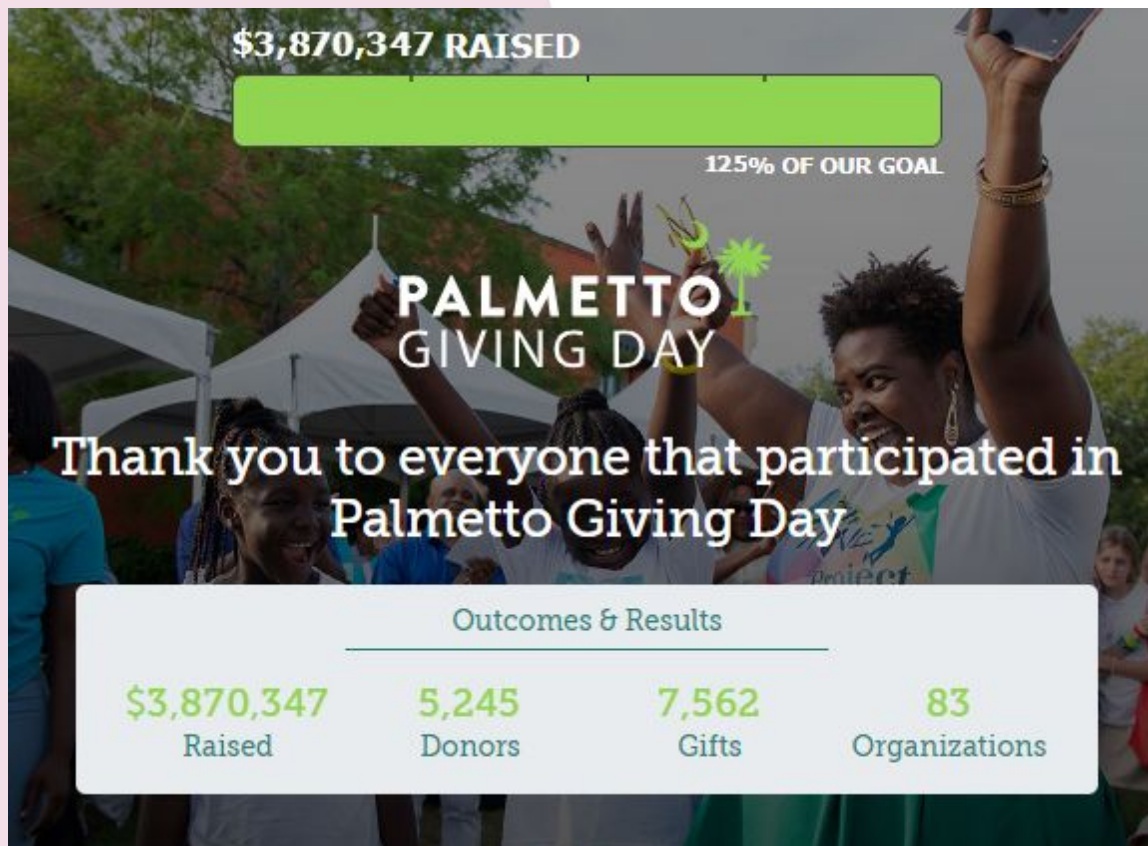 $3,870,347 RAISED
125% OF OUR GOAL
PALMETTO
GIVING DAY
Thank you to everyone that participated in
Palmetto Giving Day
Project
Outcomes & Results
$3,870,347 5,245 7,562 83
Raised Donors Gifts Organizations